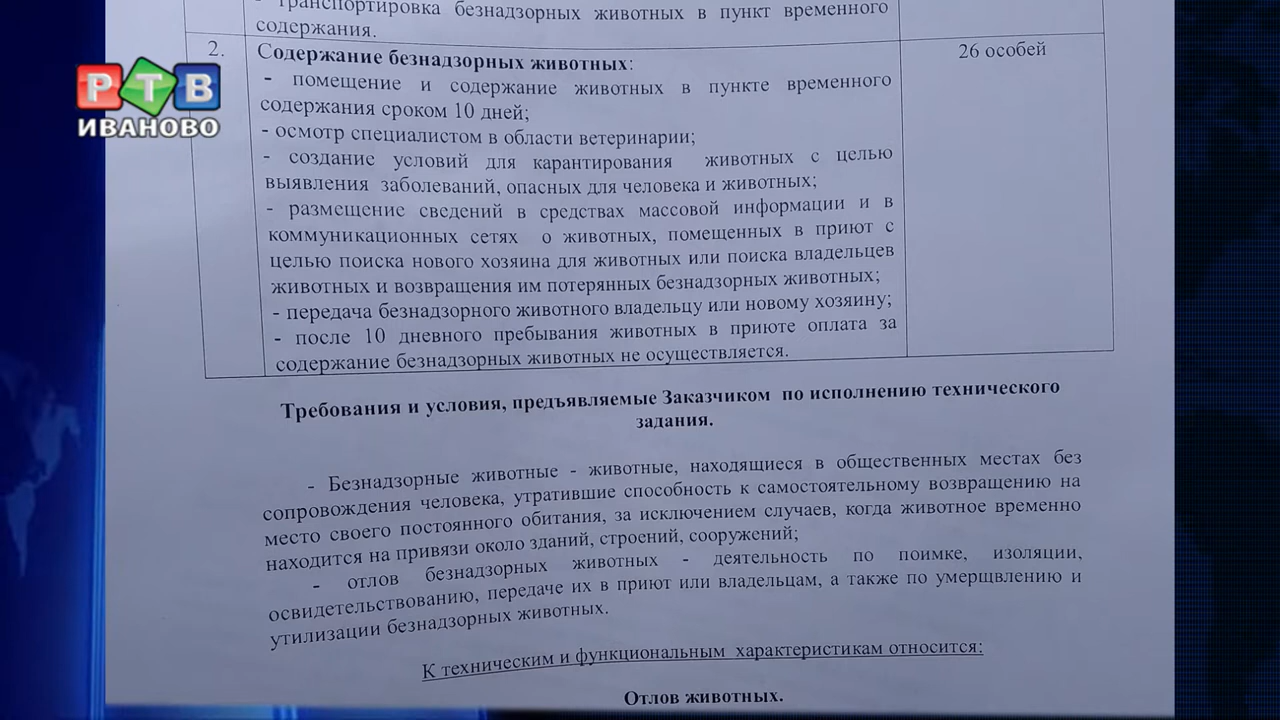 - транспортировка безнадзорных животных в пункт временного
содержания.
2.
Содержание безнадзорных животных:
26 особей
- помещение и содержание животных в пункте временного
содержания сроком 10 дней;
- осмотр специалистом в области ветеринарии;
- создание условий для карантирования животных с целью
выявления заболеваний, опасных для человека и животных;
- размещение сведений в средствах массовой информации и в
коммуникационных сетях о животных, помещенных в приют с
целью поиска нового хозяина для животных или поиска владельцев
животных и возвращения им потерянных безнадзорных животных;
- передача безнадзорного животного владельцу или новому хозяину;
- после 10 дневного пребывания животных в приюте оплата за
содержание безнадзорных животных не осуществляется.
Требования и условия, предъявляемые Заказчиком по исполнению технического
задания.
- Безнадзорные животные - животные, находящиеся в общественных местах без
сопровождения человека, утратившие способность к самостоятельному возвращению на
место своего постоянного обитания, за исключением случаев, когда животное временно
находится на привязи около зданий, строений, сооружений;
- отлов безнадзорных животных - деятельность по поимке, изоляции,
освидетельствованию, передаче их в приют или владельцам, а также по умерщвлению и
утилизации безнадзорных животных.
К техническим и функциональным характеристикам относится:
Отлов животных.
РТВ
ИВАНОВО